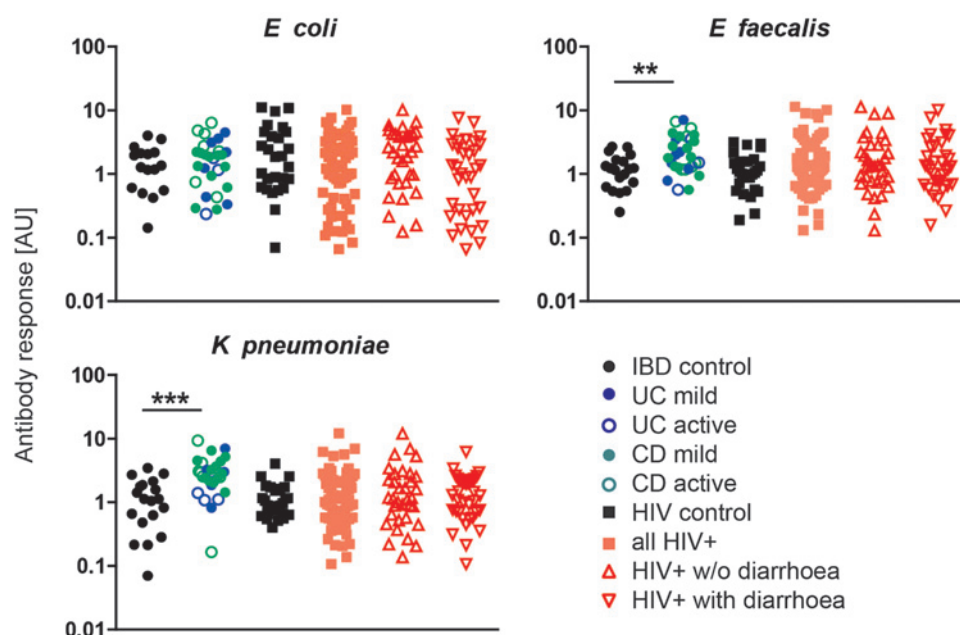 E coli
E faecalis
100
10
1
0.1
0.01
100
10
1
0.1
0.01
**
K pneumoniae
100
10
1
0.1
0.01
***
Antibody response [AU]
IBD control
UC mild
UC active
CD mild
CD active
HIV control
all HIV+
HIV+ w/o diarrhoea
HIV+ with diarrhoea